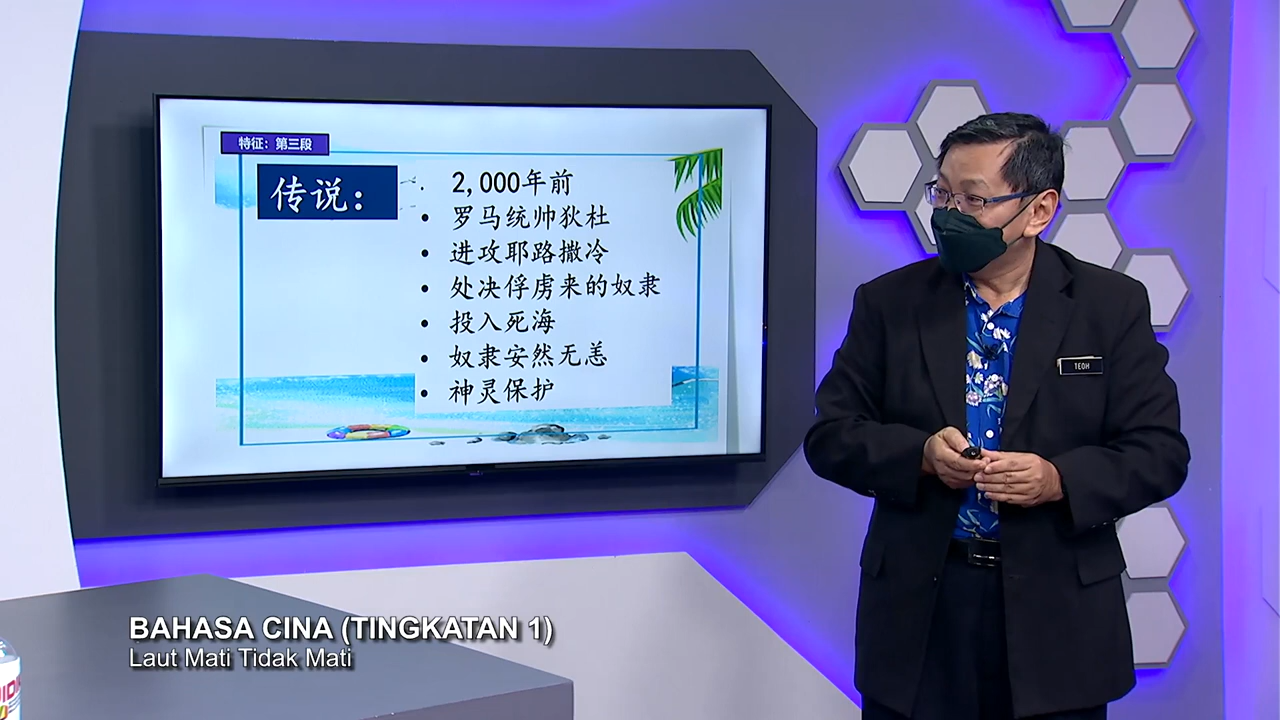 特征：第三段
传说：
• 2,000年前
• 罗马统帅狄杜
• 进攻耶路撒冷
• 处决俘虏来的奴隶
• 投入死海
• 奴隶安然无恙
• 神灵保护
TEOH
BAHASA CINA (TINGKATAN 1)
Laut Mati Tidak Mati